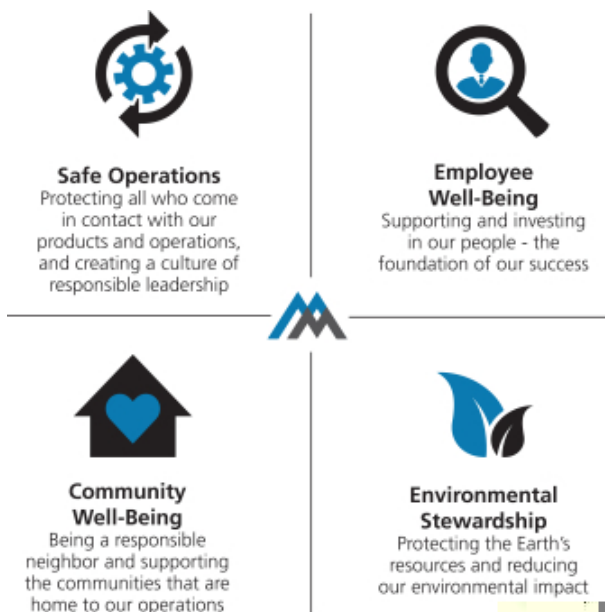 Safe Operations
Protecting all who come
in contact with our
products and operations,
and creating a culture of
responsible leadership
Employee
Well-Being
Supporting and investing
in our people - the
foundation of our success
Community
Well-Being
Being a responsible
neighbor and supporting
the communities that are
home to our operations
Environmental
Stewardship
Protecting the Earth's
resources and reducing
our environmental impact